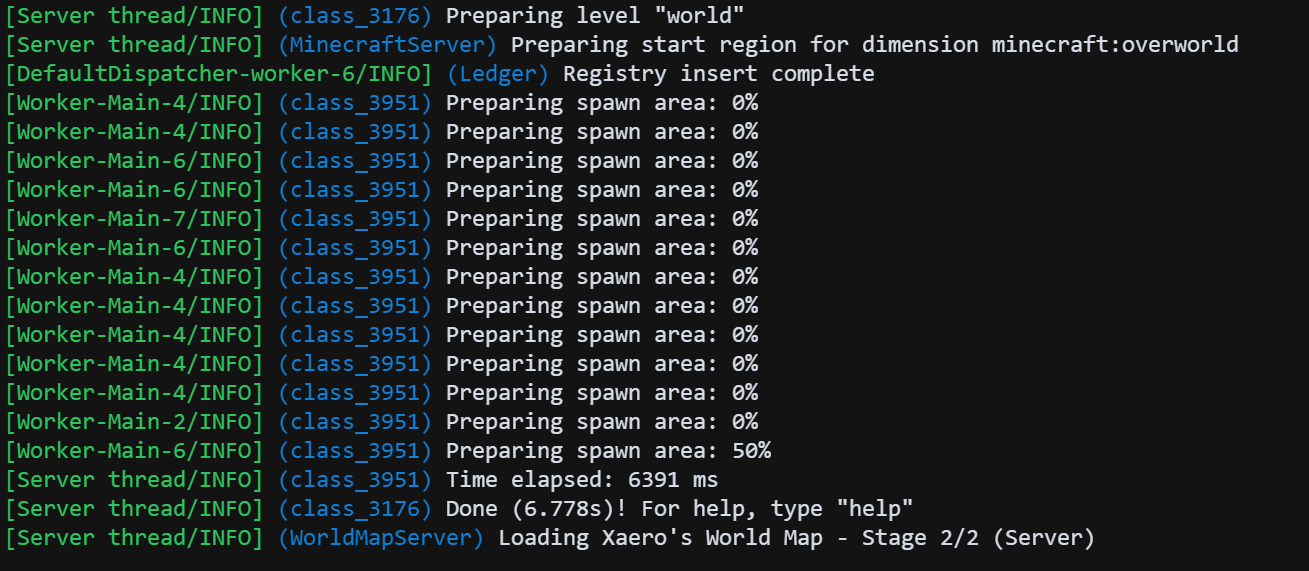 [Server thread/INFO] (class_3176) Preparing level "world"
[Server thread/INFO] (MinecraftServer) Preparing start region for dimension minecraft:overworld
[DefaultDispatcher-worker-6/INFO] (Ledger) Registry insert complete
[Worker-Main-4/INFO] (class_3951) Preparing spawn area: 0%
[Worker-Main-4/INFO] (class_3951) Preparing spawn area: 0%
[Worker-Main-6/INFO] (class_3951) Preparing spawn area: 0%
[Worker-Main-6/INFO] (class_3951) Preparing spawn area: 0%
[Worker-Main-7/INFO] (class_3951) Preparing spawn area: 0%
[Worker-Main-6/INFO] (class_3951) Preparing spawn area: 0%
[Worker-Main-4/INFO] (class_3951) Preparing spawn area: 0%
[Worker-Main-4/INFO] (class_3951) Preparing spawn area: 0%
[Worker-Main-4/INFO] (class_3951) Preparing spawn area: 0%
[Worker-Main-4/INFO] (class_3951) Preparing spawn area: 0%
[Worker-Main-4/INFO] (class_3951) Preparing spawn area: 0%
[Worker-Main-2/INFO] (class_3951) Preparing spawn area: 0%
[Worker-Main-6/INFO] (class_3951) Preparing spawn area: 50%
[Server thread/INFO] (class_3951) Time elapsed: 6391 ms
[Server thread/INFO] (class_3176) Done (6.778s)! For help, type "help"
[Server thread/INFO] (WorldMapServer) Loading Xaero's World Map - Stage 2/2 (Server)